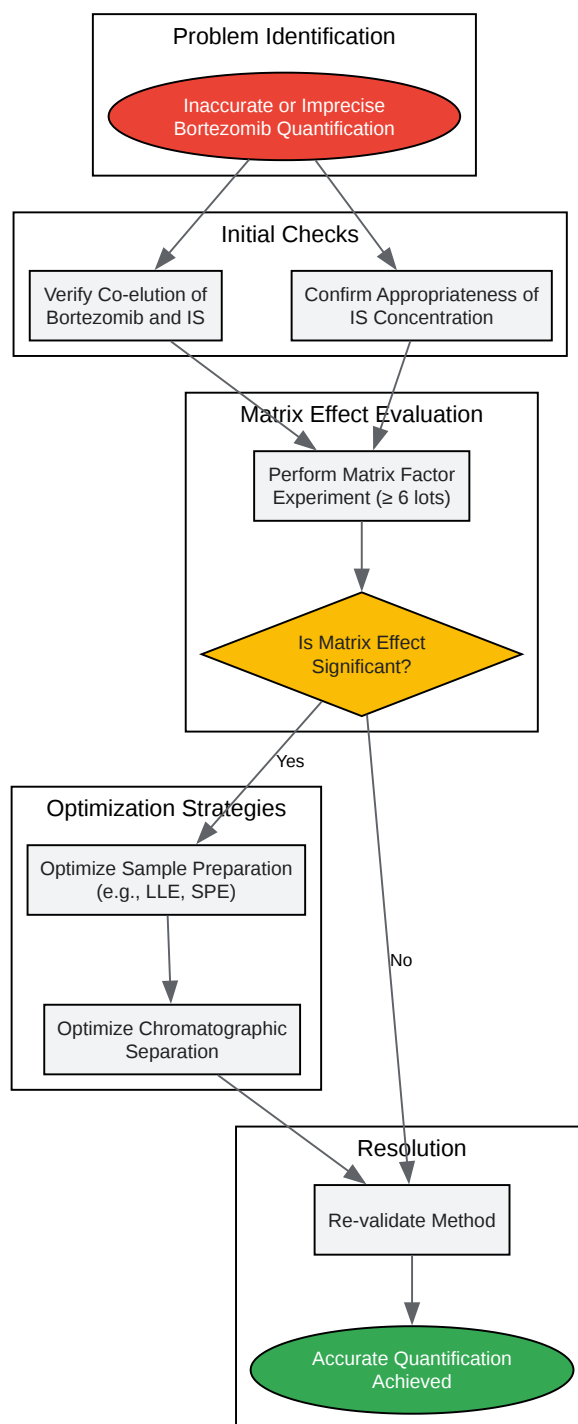 Problem Identification
Inaccurate or Imprecise
Bortezomib Quantification
Initial Checks
Verify Co-elution of
Bortezomib and IS
Confirm Appropriateness of
IS Concentration
Matrix Effect Evaluation
Perform Matrix Factor
Experiment (≥ 6 lots)
Is Matrix Effect
Significant?
Yes
Optimization Strategies
Optimize Sample Preparation
(e.g., LLE, SPE)
No
Optimize Chromatographic
Separation
Resolution
Re-validate Method
Accurate Quantification
Achieved